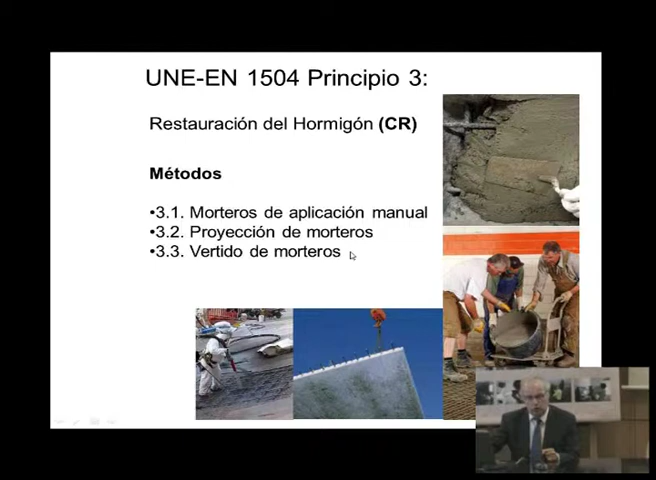 UNE-EN 1504 Principio 3:
Restauración del Hormigón (CR)
Métodos
•3.1. Morteros de aplicación manual
•3.2. Proyección de morteros
•3.3. Vertido de morteros